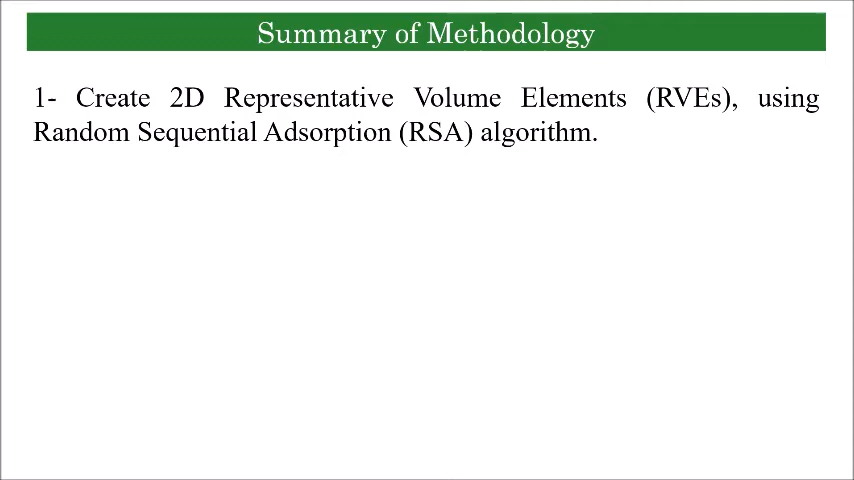 Summary of Methodology
1- Create 2D Representative Volume Elements (RVEs), using
Random Sequential Adsorption (RSA) algorithm.